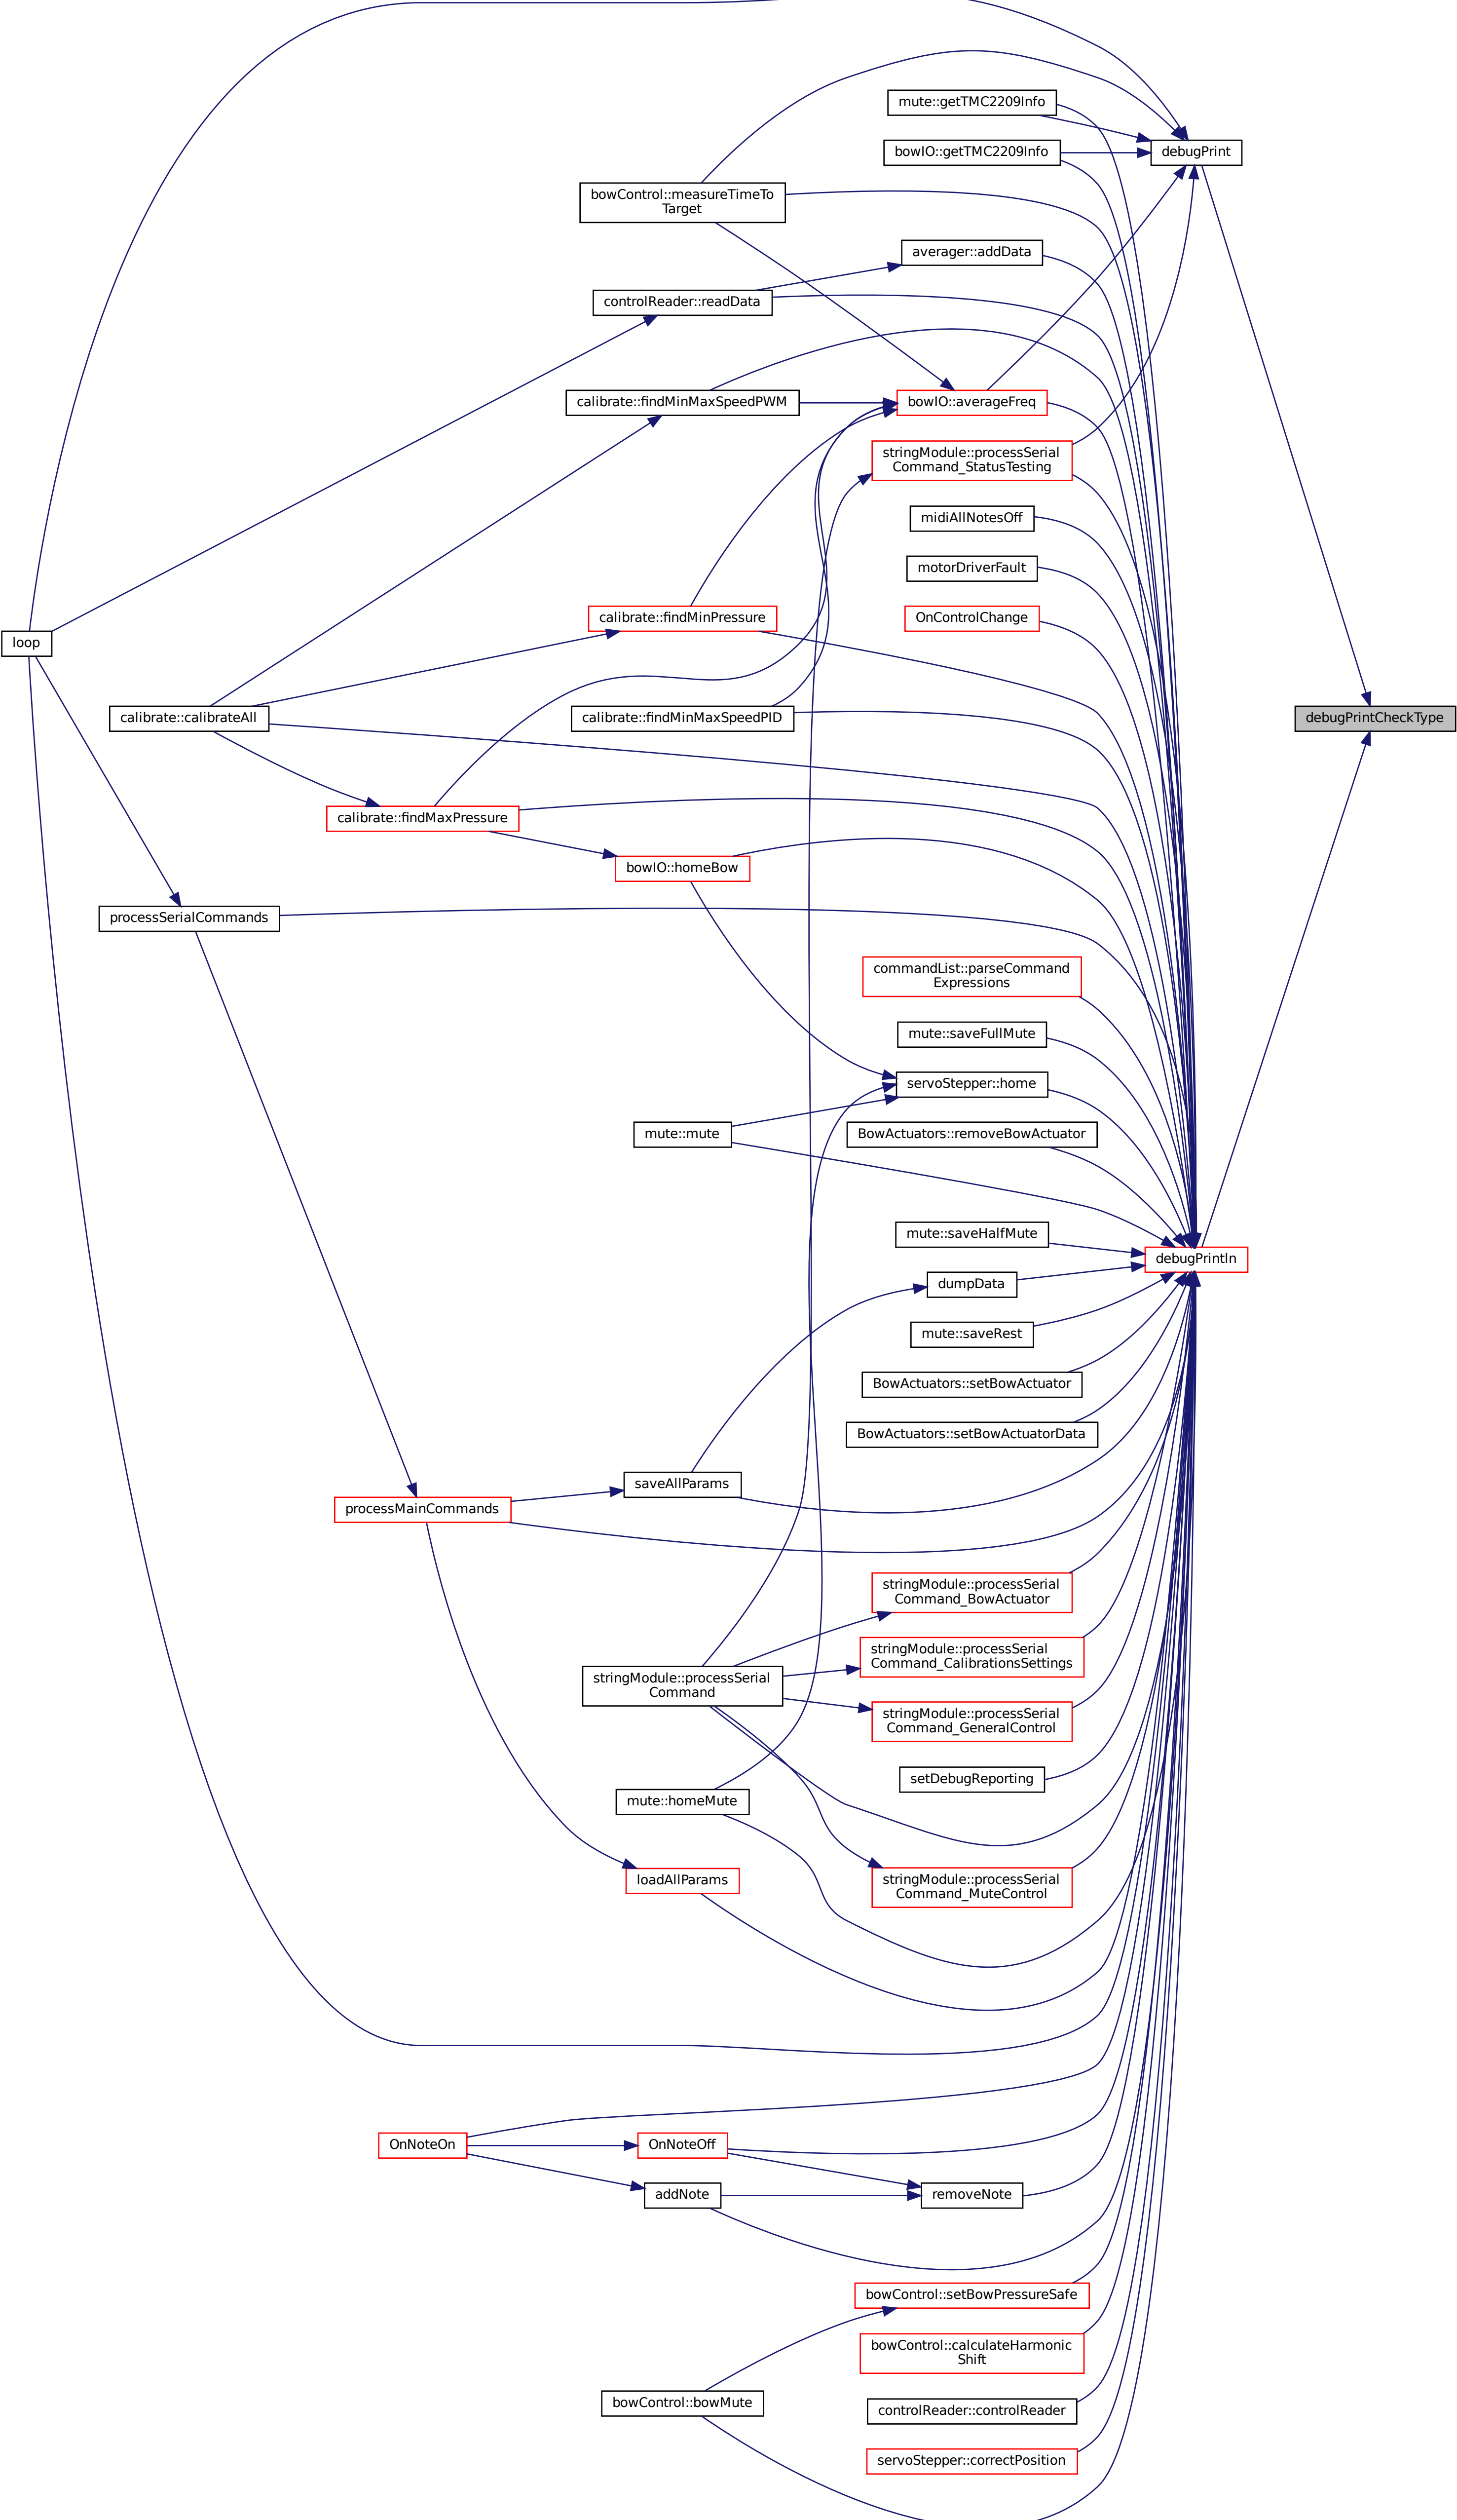 mute::getTMC2209Info
bowIO::getTMC2209Info
debugPrint
bowControl::measureTimeTo
Target
averager::addData
controlReader::readData
calibrate::findMinMaxSpeedPWM
bowIO::averageFreq
stringModule::processSerial
Command_StatusTesting
midiAllNotesOff
motorDriverFault
calibrate::findMinPressure
OnControlChange
loop
calibrate::calibrateAll
calibrate::findMinMaxSpeedPID
debugPrintCheckType
calibrate::findMaxPressure
bowIO::homeBow
processSerialCommands
commandList::parseCommand
Expressions
mute::saveFullMute
servoStepper::home
mute::mute
BowActuators::removeBowActuator
mute::saveHalfMute
debugPrintln
dumpData
mute::saveRest
BowActuators::setBowActuator
BowActuators::setBowActuatorData
saveAllParams
processMainCommands
stringModule::processSerial
Command_BowActuator
stringModule::processSerial
Command_CalibrationsSettings
stringModule::processSerial
Command
stringModule::processSerial
Command_GeneralControl
setDebugReporting
mute::homeMute
loadAllParams
stringModule::processSerial
Command_MuteControl
OnNoteOn
OnNoteOff
addNote
removeNote
bowControl::setBowPressureSafe
bowControl::calculateHarmonic
Shift
bowControl::bowMute
controlReader::controlReader
servoStepper::correctPosition